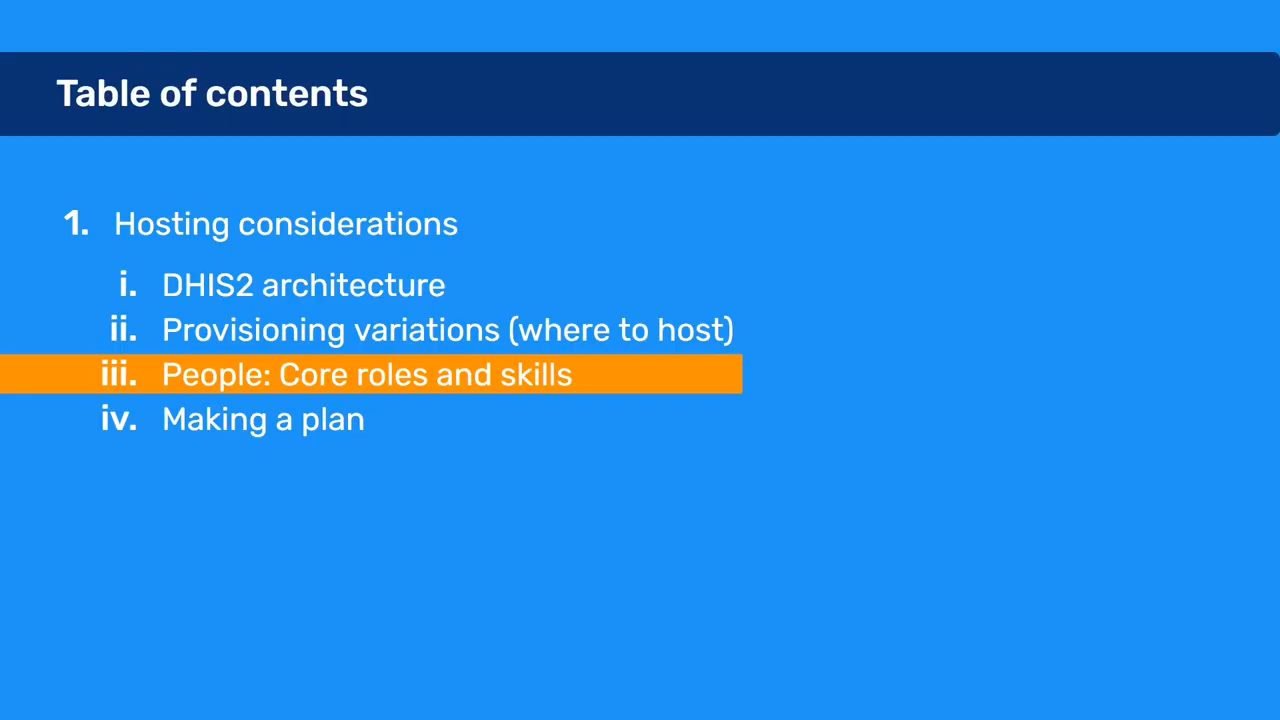 Table of contents
1. Hosting considerations
i. DHIS2 architecture
ii. Provisioning variations (where to host)
iii. People: Core roles and skills
iv. Making a plan